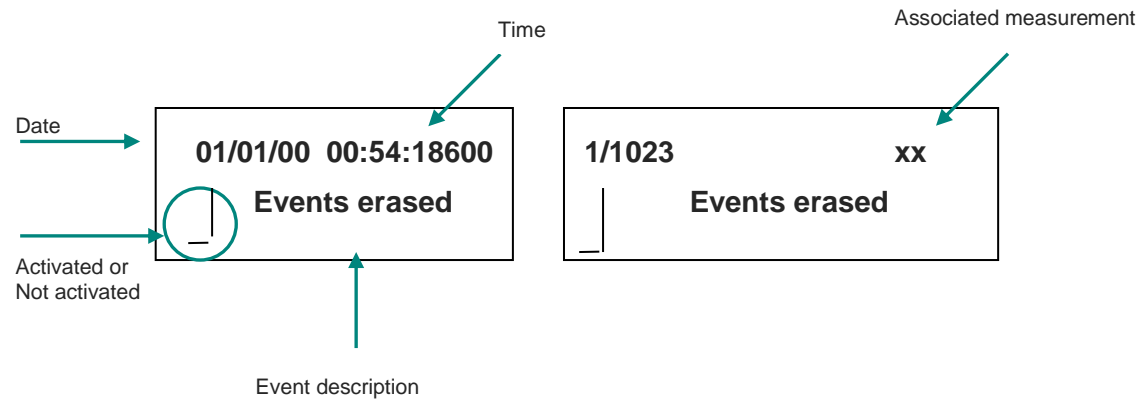 Associated measurement
Time
Date
01/01/00 00:54:18600
1/1023 xx
Events erased
Events erased
Activated or
Not activated
Event description